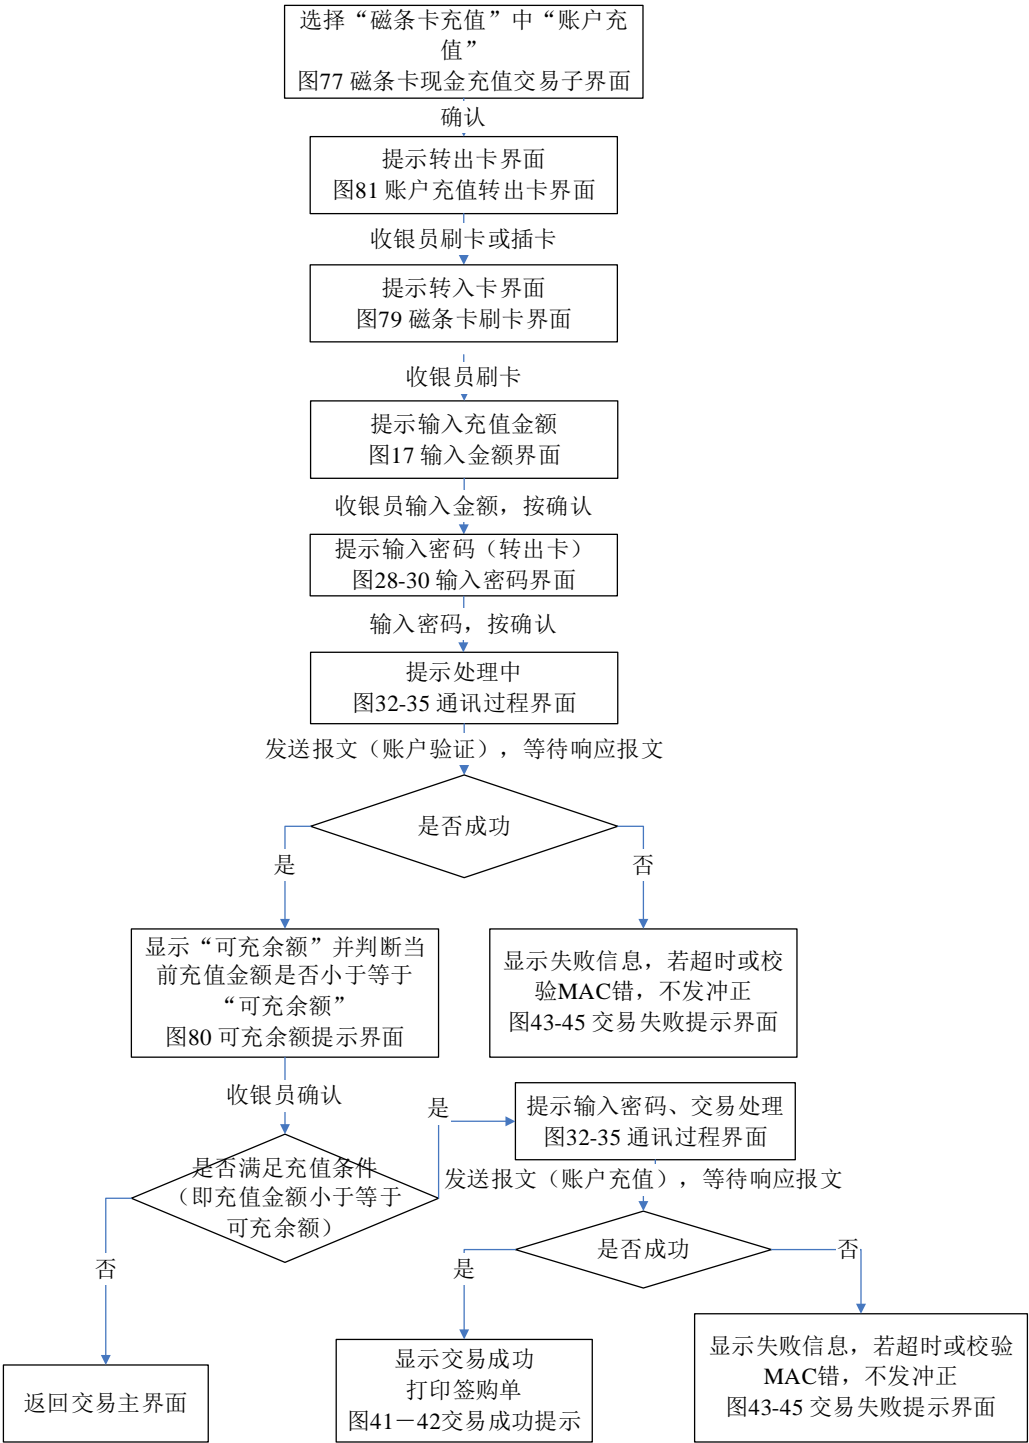 选择“磁条卡充值”中“账户充
值”
图77 磁条卡现金充值交易子界面
确认
提示转出卡界面
图81 账户充值转出卡界面
收银员刷卡或插卡
提示转入卡界面
图79 磁条卡刷卡界面
收银员刷卡
提示输入充值金额
图17 输入金额界面
收银员输入金额，按确认
提示输入密码（转出卡）
图28-30 输入密码界面
输入密码，按确认
提示处理中
图32-35 通讯过程界面
发送报文（账户验证），等待响应报文
是否成功
是
否
显示“可充余额”并判断当
前充值金额是否小于等于
“可充余额”
图80 可充余额提示界面
显示失败信息，若超时或校
验MAC错，不发冲正
图43-45 交易失败提示界面
收银员确认
是
提示输入密码、交易处理
图32-35 通讯过程界面
是否满足充值条件
（即充值金额小于等于
可充余额）
发送报文（账户充值），等待响应报文
是否成功
否
是
否
显示交易成功
打印签购单
图41－42交易成功提示
显示失败信息，若超时或校验
MAC错，不发冲正
图43-45 交易失败提示界面
返回交易主界面